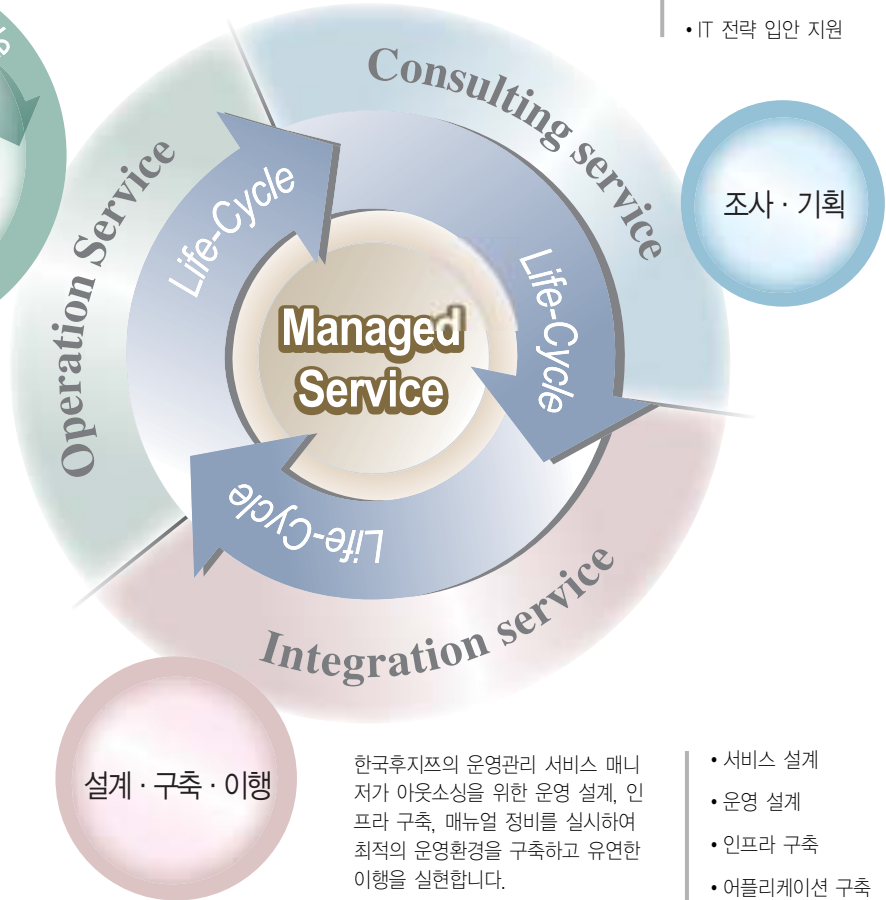 • IT 전략 입안 지원
Consulting service
조사 · 기획
Operation Service
Life-Cycle
Life-Cycle
Managed
Service
Life-Cycle
Integration service
설계 · 구축 · 이행
한국후지쯔의 운영관리 서비스 매니
저가 아웃소싱을 위한 운영 설계, 인
프라 구축, 매뉴얼 정비를 실시하여
최적의 운영환경을 구축하고 유연한
이행을 실현합니다.
• 서비스 설계
• 운영 설계
• 인프라 구축
• 어플리케이션 구축